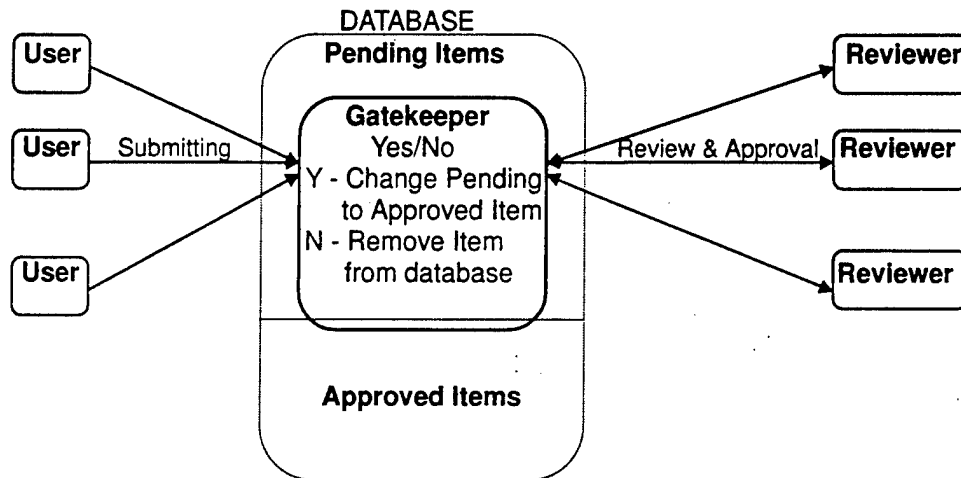 DATABASE
User
Pending Items
Reviewer
Gatekeeper
Yes/No
User
Submitting
Review & Approval
Reviewer
Y - Change Pending
to Approved Item
N - Remove Item
from database
User
Reviewer
Approved Items